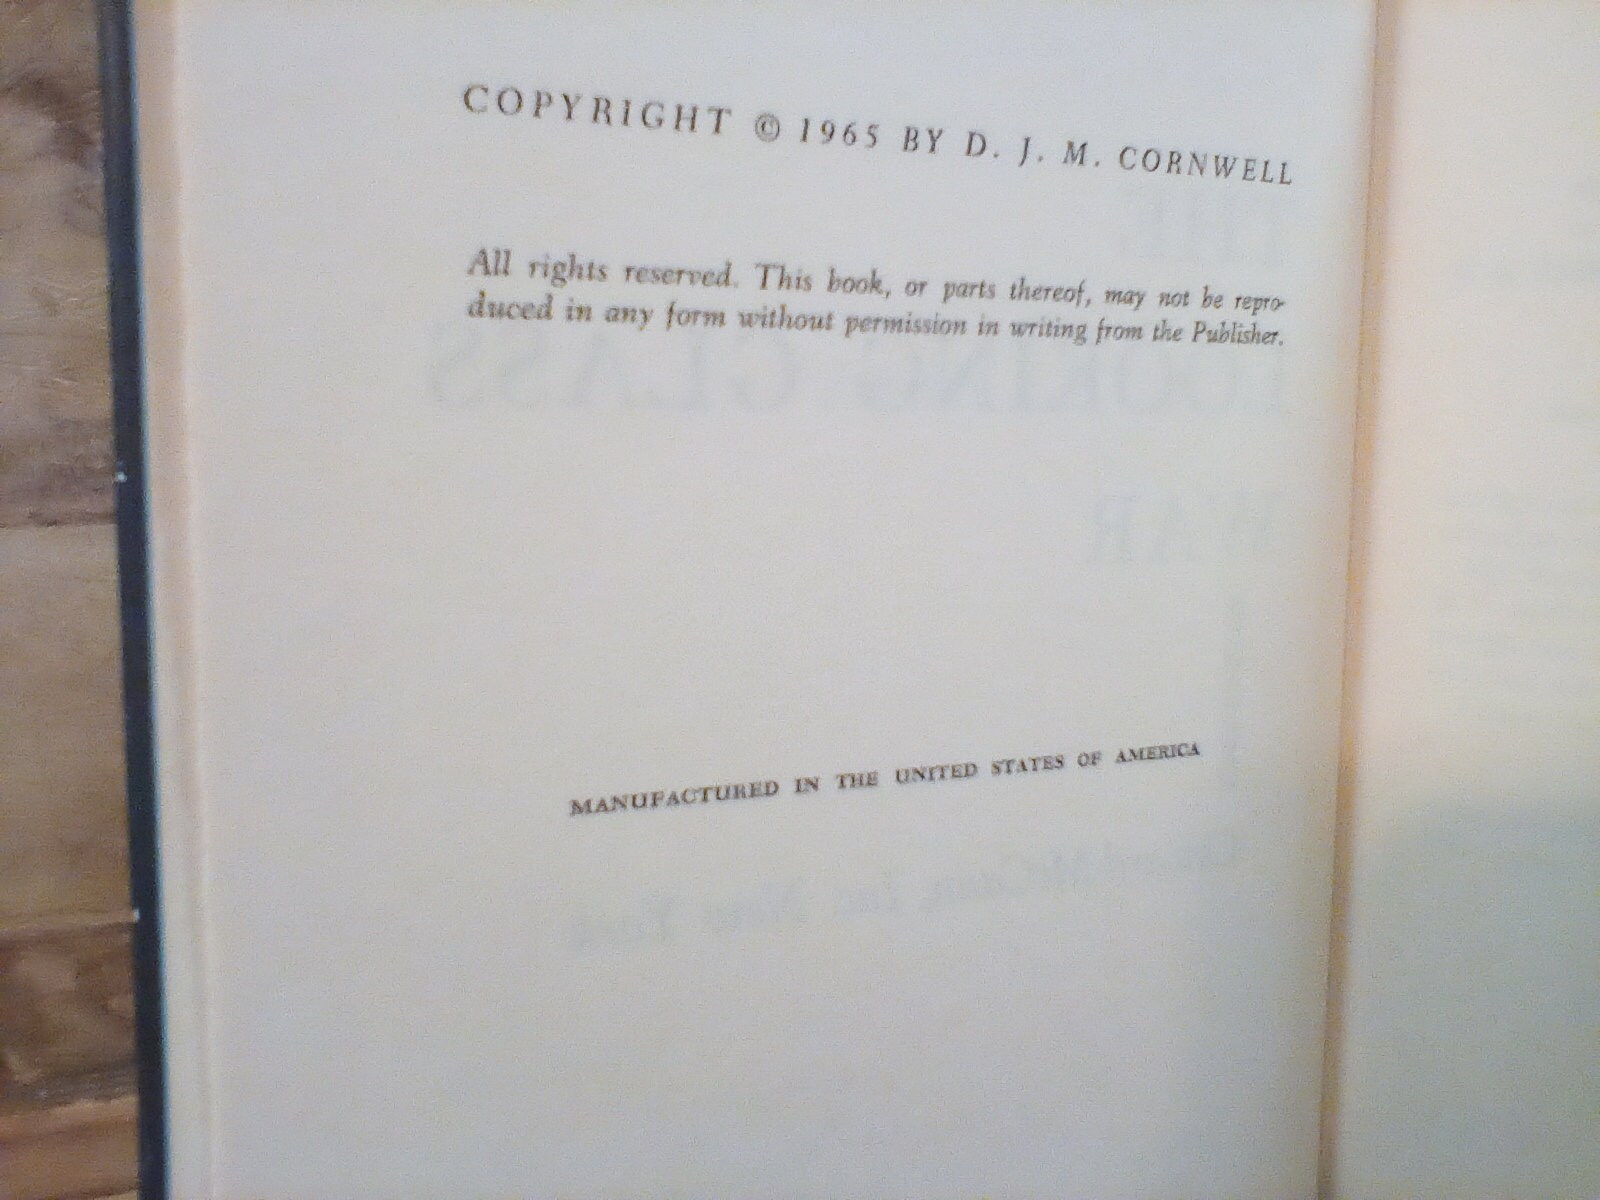 COPYRIGHT © 1965 BY D. J. M. CORNWELL
All rights reserved. This book, or parts thereof, may not be repro-
duced in any form without permission in writing from the Publisher.
MANUFACTURED IN THE UNITED STATES OF AMERICA